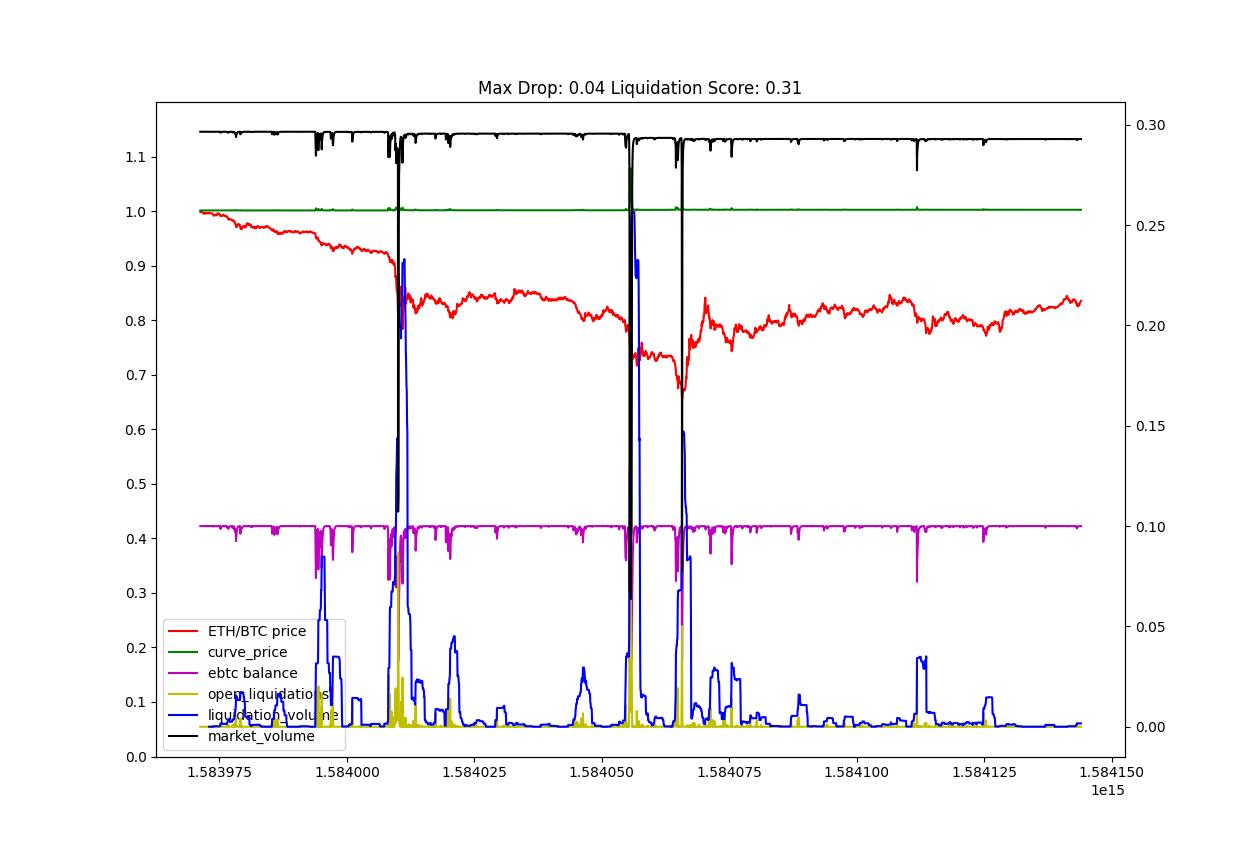 Max Drop: 0.04 Liquidation Score: 0.31
1.1
1.0
0.9
0.8
0.7
0.6
0.5
0.4
0.3
0.2
0.1
0.0
0.30
0.25
0.20
0.15
0.10
0.05
0.00
ETH/BTC price
curve_price
ebtc balance
open_liquidations
liquidation_volume
market_volume
1.583975 1.584000 1.584025 1.584050 1.584075 1.584100 1.584125 1.584150
1e15